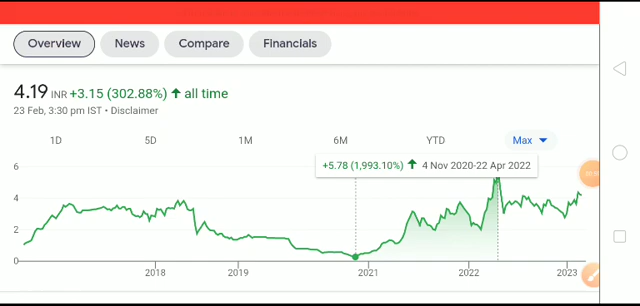 Overview News Compare Financials
4.19 INR +3.15 (302.88%) ↑ all time
23 Feb, 3:30 pm IST • Disclaimer
1D 5D 1M 6M YTD Max
+5.78 (1,993.10%) ↑ 4 Nov 2020-22 Apr 2022
6
4
2
0
2018 2019 2021 2022 2023